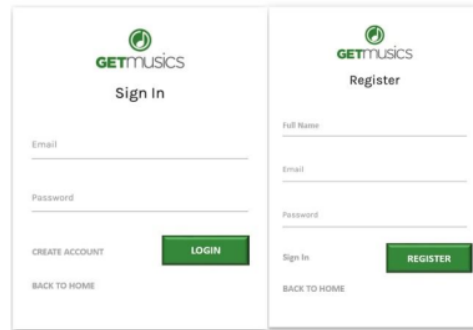 GETMUSICS
Sign In
Email
Password
CREATE ACCOUNT
LOGIN
BACK TO HOME
GETMUSICS
Register
Full Name
Email
Password
Sign In
REGISTER
BACK TO HOME